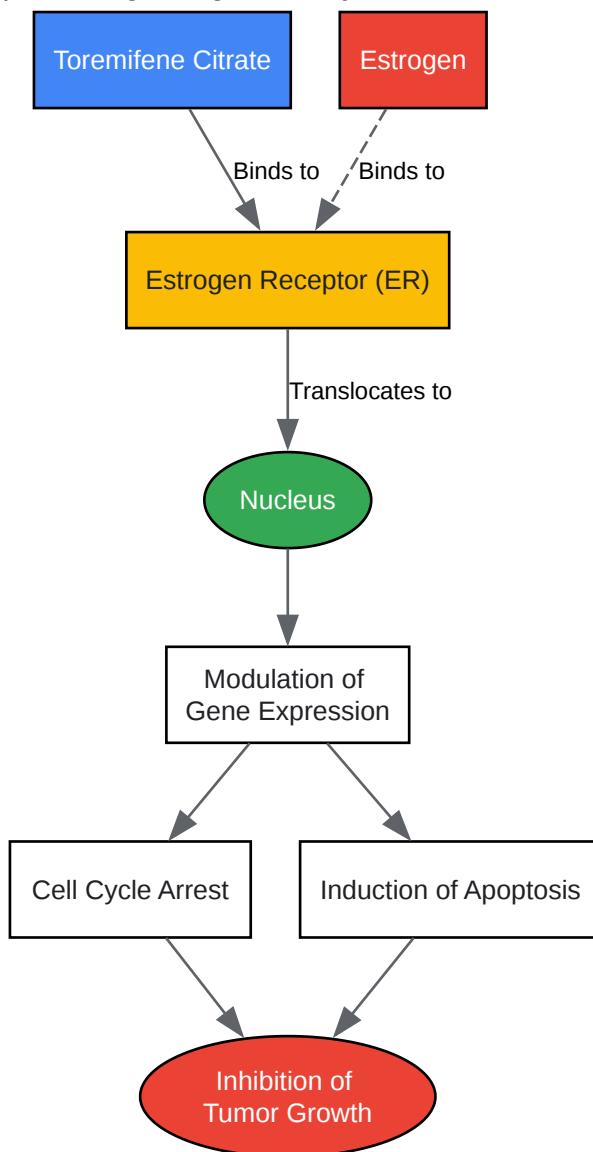 Toremifene Citrate
Estrogen
Binds to
Binds to
Estrogen Receptor (ER)
Translocates to
Nucleus
Modulation of
Gene Expression
Cell Cycle Arrest
Induction of Apoptosis
Inhibition of
Tumor Growth